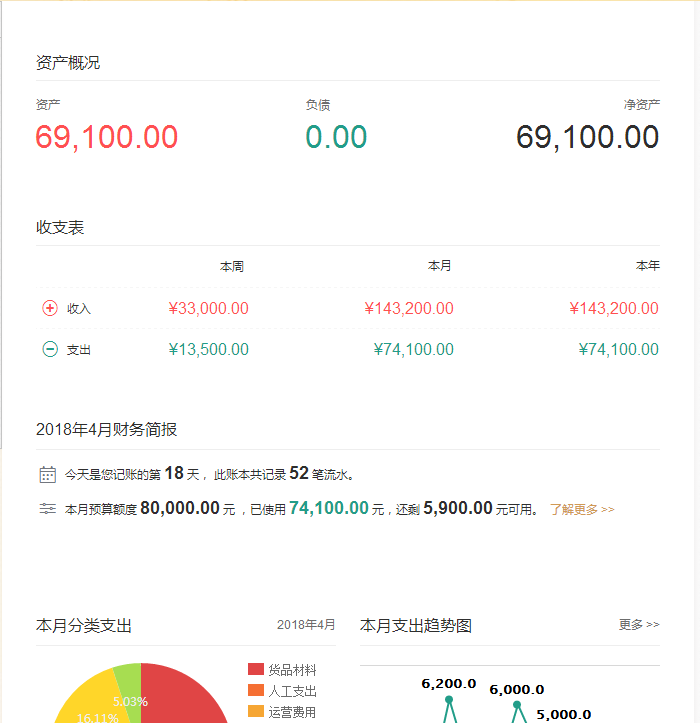 资产概况
资产 负债 净资产
69,100.00 0.00 69,100.00
收支表
本周 本月 本年
收入 ¥33,000.00 ¥143,200.00 ¥143,200.00
支出 ¥13,500.00 ¥74,100.00 ¥74,100.00
2018年4月财务简报
今天是您记账的第 18 天， 此账本共记录 52 笔流水。
本月预算额度 80,000.00 元 ，已使用 74,100.00 元，还剩 5,900.00 元可用。 了解更多 >>
本月分类支出 2018年4月 本月支出趋势图 更多 >>
货品材料
人工支出
运营费用
5.03%
16.11%
6,200.0
6,000.0
5,000.0